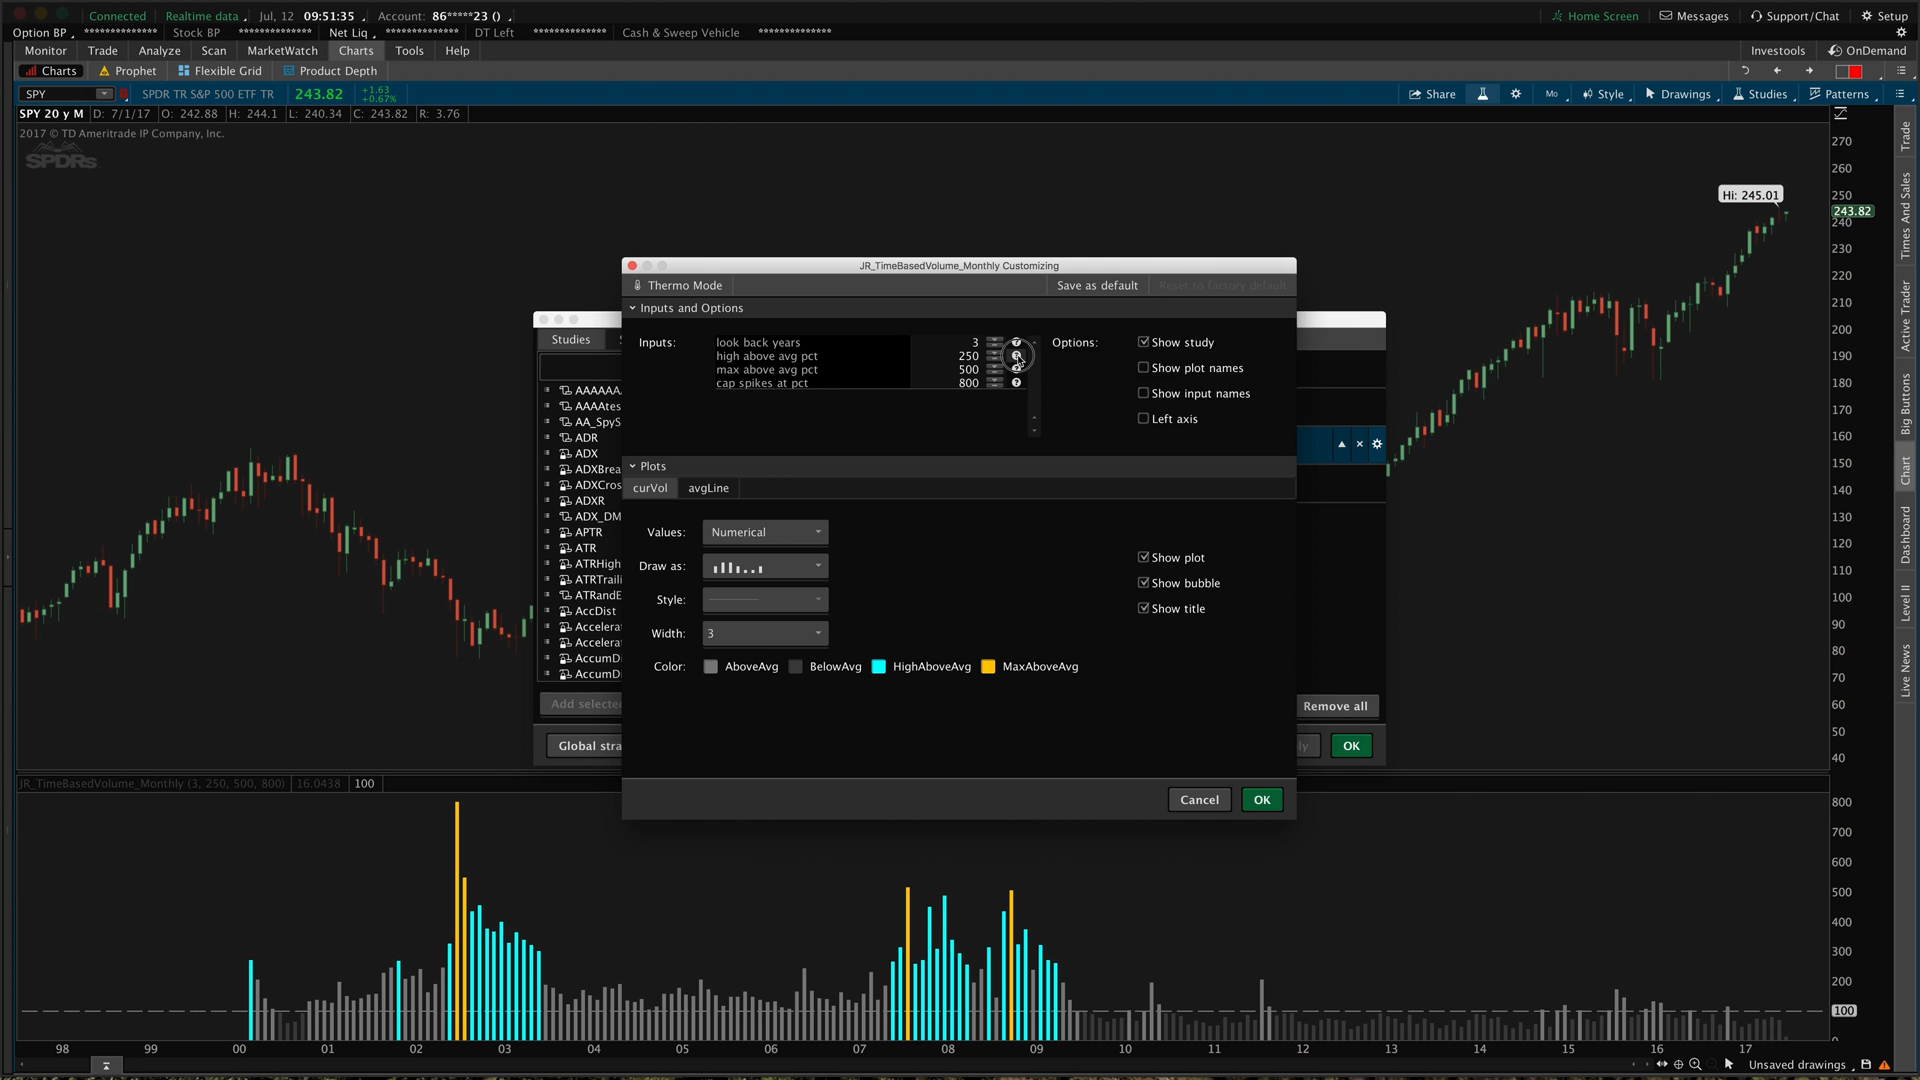 Connected Realtime data Jul, 12 09:51:35 Account: 86*****23 () Home Screen Messages Support/Chat Setup
Option BP ************** Stock BP ************** Net Liq ************** DT Left ************** Cash & Sweep Vehicle **************
Monitor Trade Analyze Scan MarketWatch Charts Tools Help Investools OnDemand
Charts Prophet Flexible Grid Product Depth
SPY SPDR TR S&P 500 ETF TR 243.82 +1.63 +0.67% Share Mo Style Drawings Studies Patterns
SPY 20 y M D: 7/1/17 O: 242.88 H: 244.1 L: 240.34 C: 243.82 R: 3.76
2017 © TD Ameritrade IP Company, Inc.
SPDRs
Hi: 245.01
270
260
250
243.82
240
230
220
210
200
190
180
170
160
150
140
130
120
110
100
90
80
70
60
50
40
Trade
Times And Sales
Active Trader
Big Buttons
Chart
Dashboard
Level II
Live News
JR_TimeBasedVolume_Monthly Customizing
Thermo Mode Save as default Reset to factory default
Inputs and Options
Inputs:
look back years 3
high above avg pct 250
max above avg pct 500
cap spikes at pct 800
Options:
Show study
Show plot names
Show input names
Left axis
Plots
curVol avgLine
Values: Numerical
Draw as:
Style:
Width: 3
Show plot
Show bubble
Show title
Color: AboveAvg BelowAvg HighAboveAvg MaxAboveAvg
Cancel OK
Studies
AAAAAA
AAAAtes
AA_SpyS
ADR
ADX
ADXBrea
ADXCros
ADXR
ADX_DM
APTR
ATR
ATRHigh
ATRTraili
ATRandE
AccDist
Accelera
Accelera
AccumDi
AccumDi
Add selecte
Remove all
Global stra
ly OK
JR_TimeBasedVolume_Monthly (3, 250, 500, 800) 16.0438 100
800
700
600
500
400
300
200
100
0
98 99 00 01 02 03 04 05 06 07 08 09 10 11 12 13 14 15 16 17
Unsaved drawings